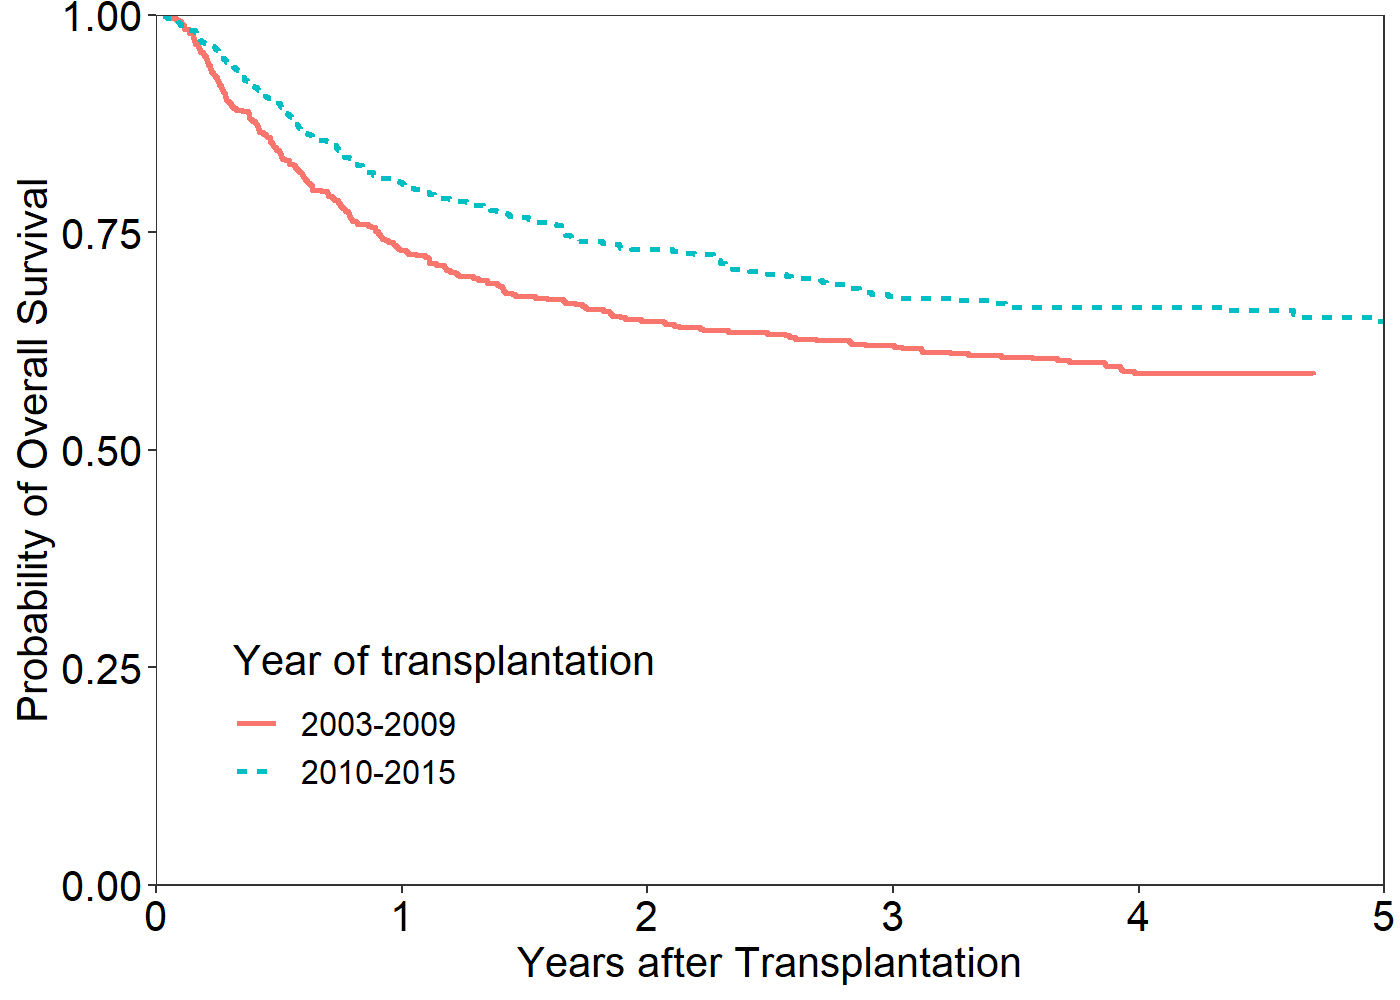 Probability of Overall Survival
1.00
0.75
0.50
0.25
0.00
Year of transplantation
2003-2009
2010-2015
0 1 2 3 4 5
Years after Transplantation